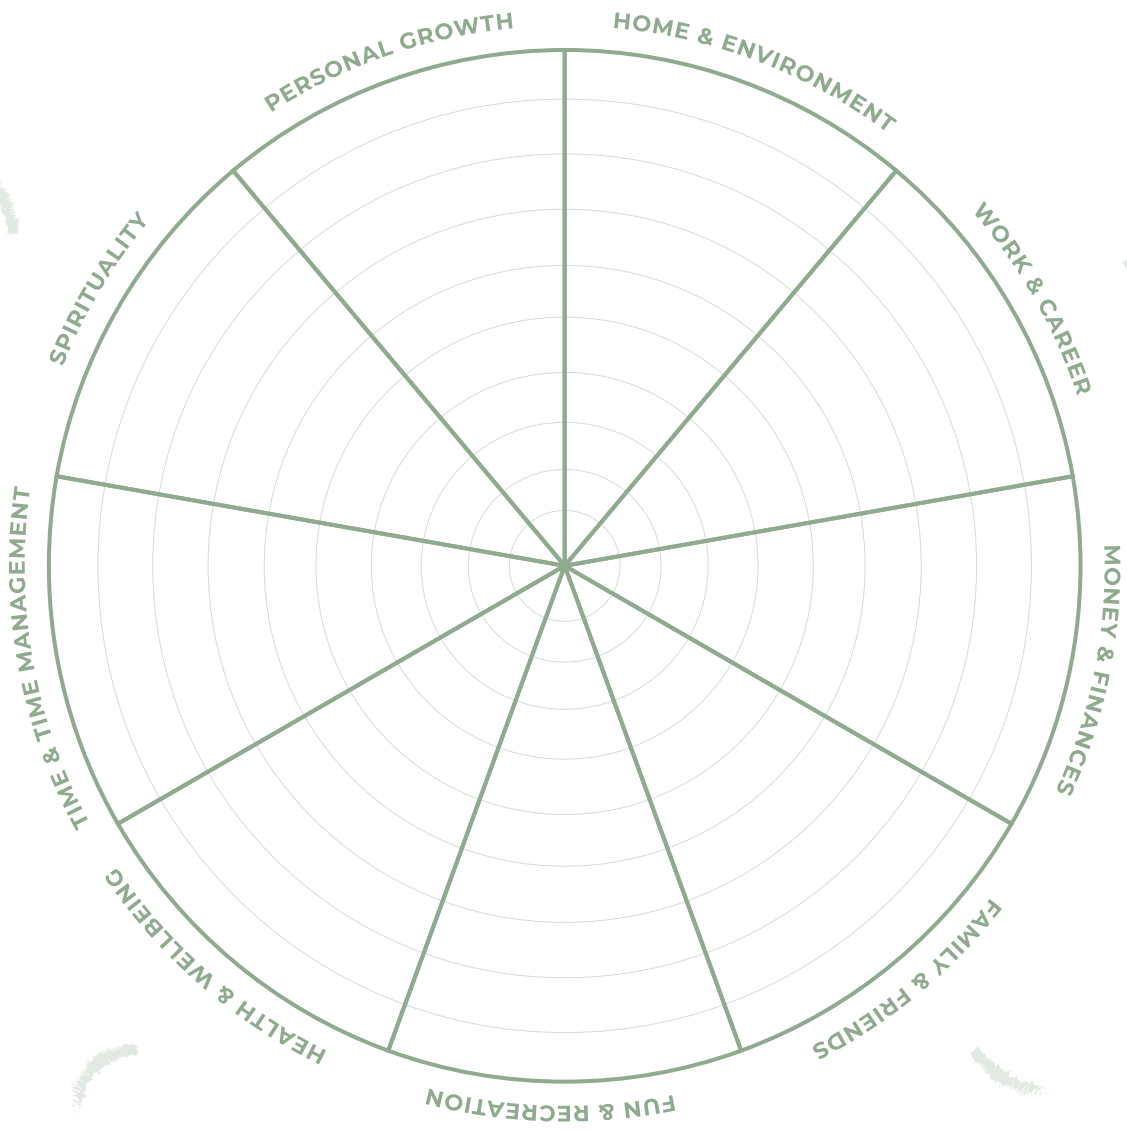 HOME & ENVIRONMENT
WORK & CAREER
MONEY & FINANCES
FAMILY & FRIENDS
FUN & RECREATION
HEALTH & WELLBEING
TIME & TIME MANAGEMENT
SPIRITUALITY
PERSONAL GROWTH